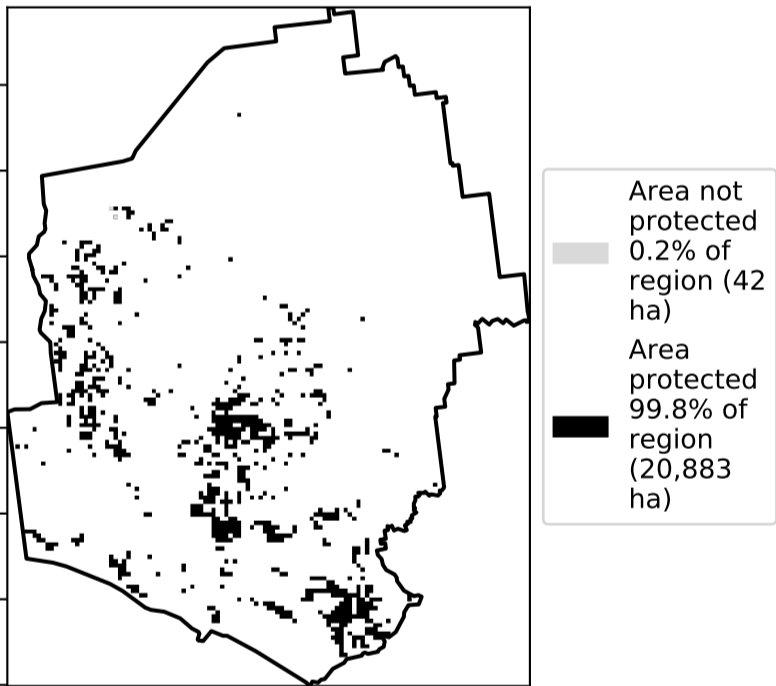 Area not
protected
0.2% of
region (42
ha)
Area
protected
99.8% of
region
(20,883
ha)